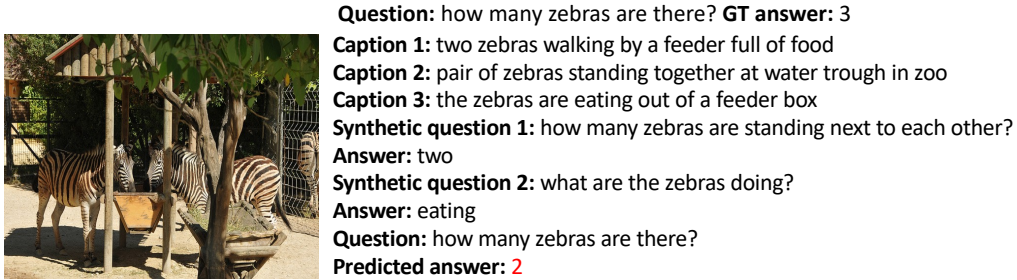 Question: how many zebras are there? GT answer: 3
Caption 1: two zebras walking by a feeder full of food
Caption 2: pair of zebras standing together at water trough in zoo
Caption 3: the zebras are eating out of a feeder box
Synthetic question 1: how many zebras are standing next to each other?
Answer: two
Synthetic question 2: what are the zebras doing?
Answer: eating
Question: how many zebras are there?
Predicted answer: 2